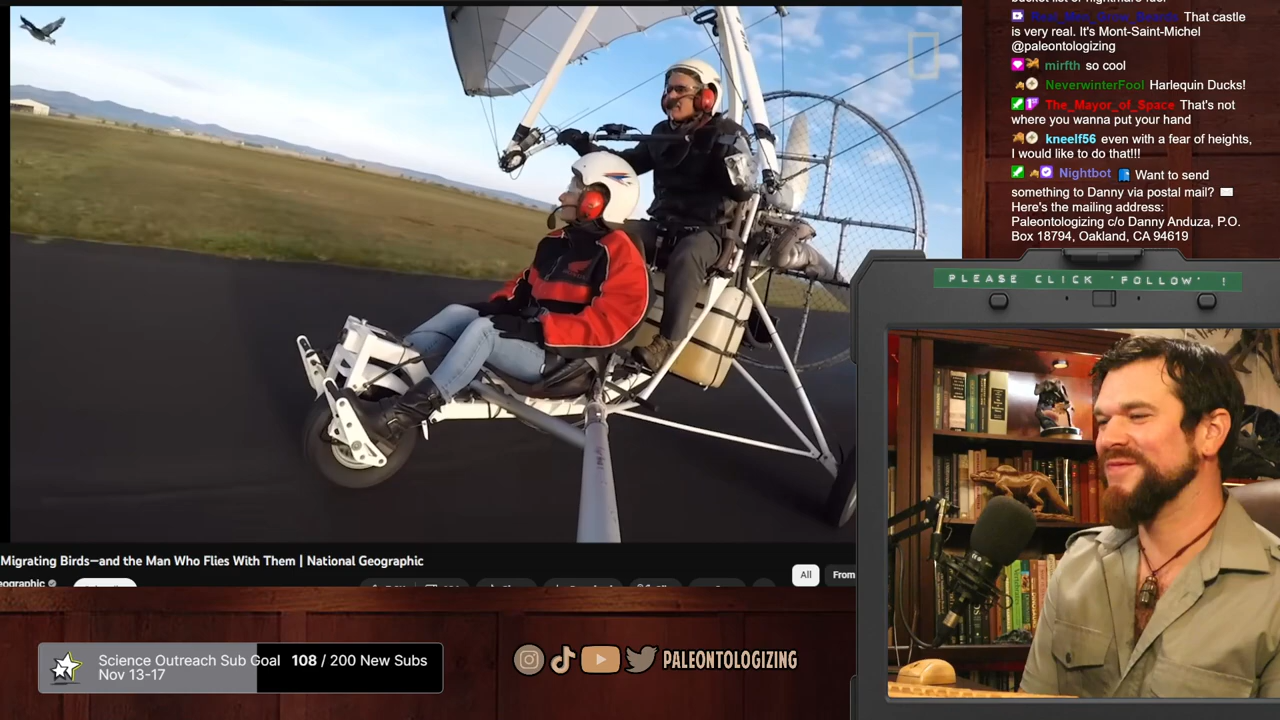 That castle
is very real. It's Mont-Saint-Michel
@paleontologizing
mirfth so cool
NeverwinterFool Harlequin Ducks!
The_Mayor_of_Space That's not
where you wanna put your hand
kneelf56 even with a fear of heights,
I would like to do that!!!
Nightbot Want to send
something to Danny via postal mail?
Here's the mailing address:
Paleontologizing c/o Danny Anduza, P.O.
Box 18794, Oakland, CA 94619
PLEASE CLICK 'FOLLOW' !
Migrating Birds—and the Man Who Flies With Them | National Geographic
All
From
Science Outreach Sub Goal 108 / 200 New Subs
Nov 13-17
PALEONTOLOGIZING